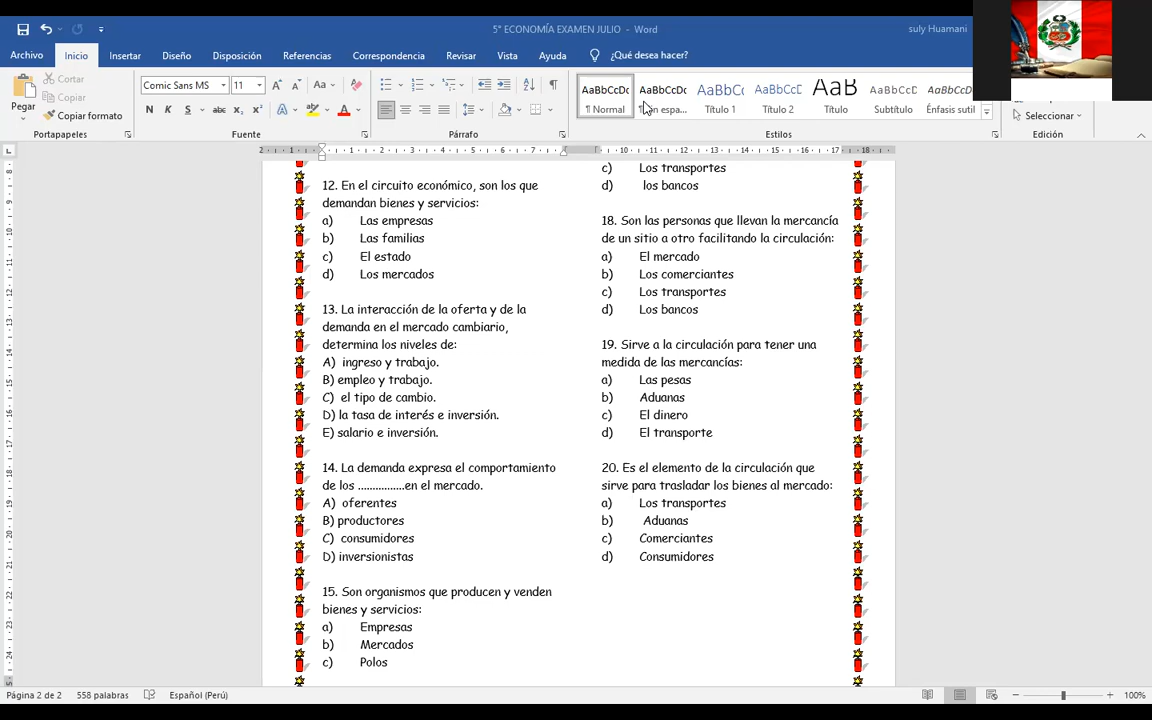 5° ECONOMÍA EXAMEN JULIO - Word
suly Huamani
Archivo Inicio Insertar Diseño Disposición Referencias Correspondencia Revisar Vista Ayuda ¿Qué desea hacer?
Pegar
Cortar
Copiar
Copiar formato
Portapapeles
Comic Sans MS 11
N K S abc x₂ x²
Fuente
Párrafo
AaBbCcDc AaBbCcDc AaBbCc AaBbCcE AaB AaBbCcD AaBbCcD
¶ Normal Título 1 Título 2 Título Subtítulo Énfasis sutil
Estilos
Seleccionar
Edición
12. En el circuito económico, son los que
demandan bienes y servicios:
a) Las empresas
b) Las familias
c) El estado
d) Los mercados
13. La interacción de la oferta y de la
demanda en el mercado cambiario,
determina los niveles de:
A) ingreso y trabajo.
B) empleo y trabajo.
C) el tipo de cambio.
D) la tasa de interés e inversión.
E) salario e inversión.
14. La demanda expresa el comportamiento
de los ................en el mercado.
A) oferentes
B) productores
C) consumidores
D) inversionistas
15. Son organismos que producen y venden
bienes y servicios:
a) Empresas
b) Mercados
c) Polos
c) Los transportes
d) los bancos
18. Son las personas que llevan la mercancía
de un sitio a otro facilitando la circulación:
a) El mercado
b) Los comerciantes
c) Los transportes
d) Los bancos
19. Sirve a la circulación para tener una
medida de las mercancías:
a) Las pesas
b) Aduanas
c) El dinero
d) El transporte
20. Es el elemento de la circulación que
sirve para trasladar los bienes al mercado:
a) Los transportes
b) Aduanas
c) Comerciantes
d) Consumidores
Página 2 de 2 558 palabras Español (Perú) 100%